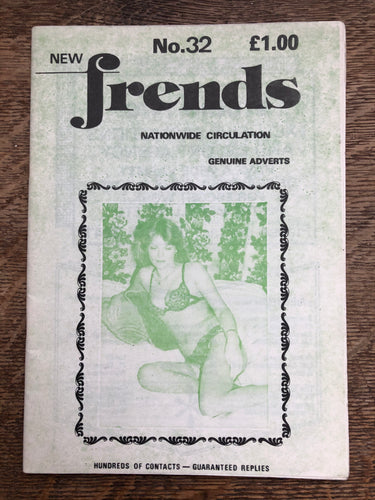 No.32 £1.00
NEW frends
NATIONWIDE CIRCULATION
GENUINE ADVERTS
HUNDREDS OF CONTACTS — GUARANTEED REPLIES